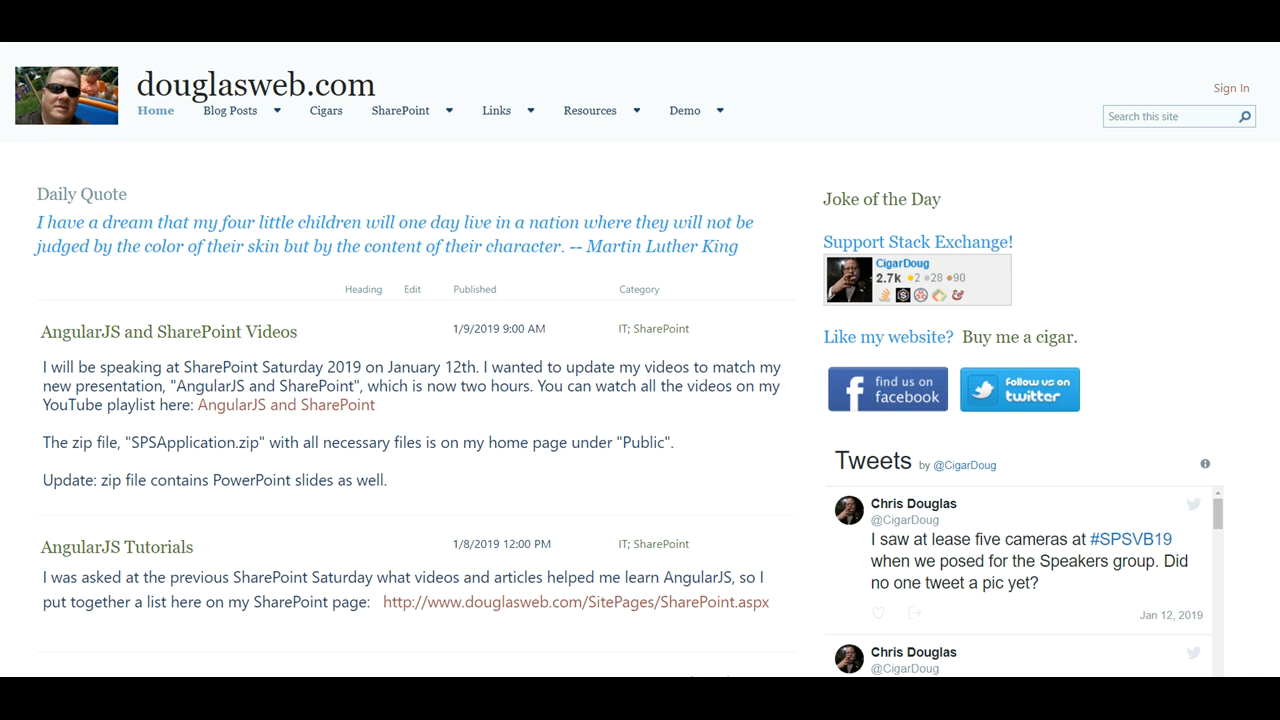 douglasweb.com
Sign In
Home Blog Posts Cigars SharePoint Links Resources Demo
Search this site
Daily Quote
I have a dream that my four little children will one day live in a nation where they will not be
judged by the color of their skin but by the content of their character. -- Martin Luther King
Heading Edit Published Category
AngularJS and SharePoint Videos 1/9/2019 9:00 AM IT; SharePoint
I will be speaking at SharePoint Saturday 2019 on January 12th. I wanted to update my videos to match my
new presentation, "AngularJS and SharePoint", which is now two hours. You can watch all the videos on my
YouTube playlist here: AngularJS and SharePoint
The zip file, "SPSApplication.zip" with all necessary files is on my home page under "Public".
Update: zip file contains PowerPoint slides as well.
AngularJS Tutorials 1/8/2019 12:00 PM IT; SharePoint
I was asked at the previous SharePoint Saturday what videos and articles helped me learn AngularJS, so I
put together a list here on my SharePoint page: http://www.douglasweb.com/SitePages/SharePoint.aspx
Joke of the Day
Support Stack Exchange!
CigarDoug
2.7k 2 28 90
Like my website? Buy me a cigar.
find us on
facebook
Follow us on
twitter
Tweets by @CigarDoug
Chris Douglas
@CigarDoug
I saw at lease five cameras at #SPSVB19
when we posed for the Speakers group. Did
no one tweet a pic yet?
Jan 12, 2019
Chris Douglas
@CigarDoug